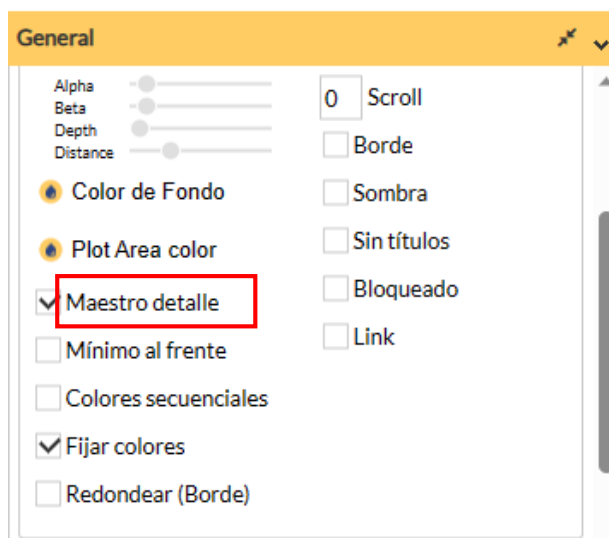 General
Alpha
Beta
Depth
Distance
Color de Fondo
Plot Area color
Maestro detalle
Mínimo al frente
Colores secuenciales
Fijar colores
Redondear (Borde)
0 Scroll
Borde
Sombra
Sin títulos
Bloqueado
Link